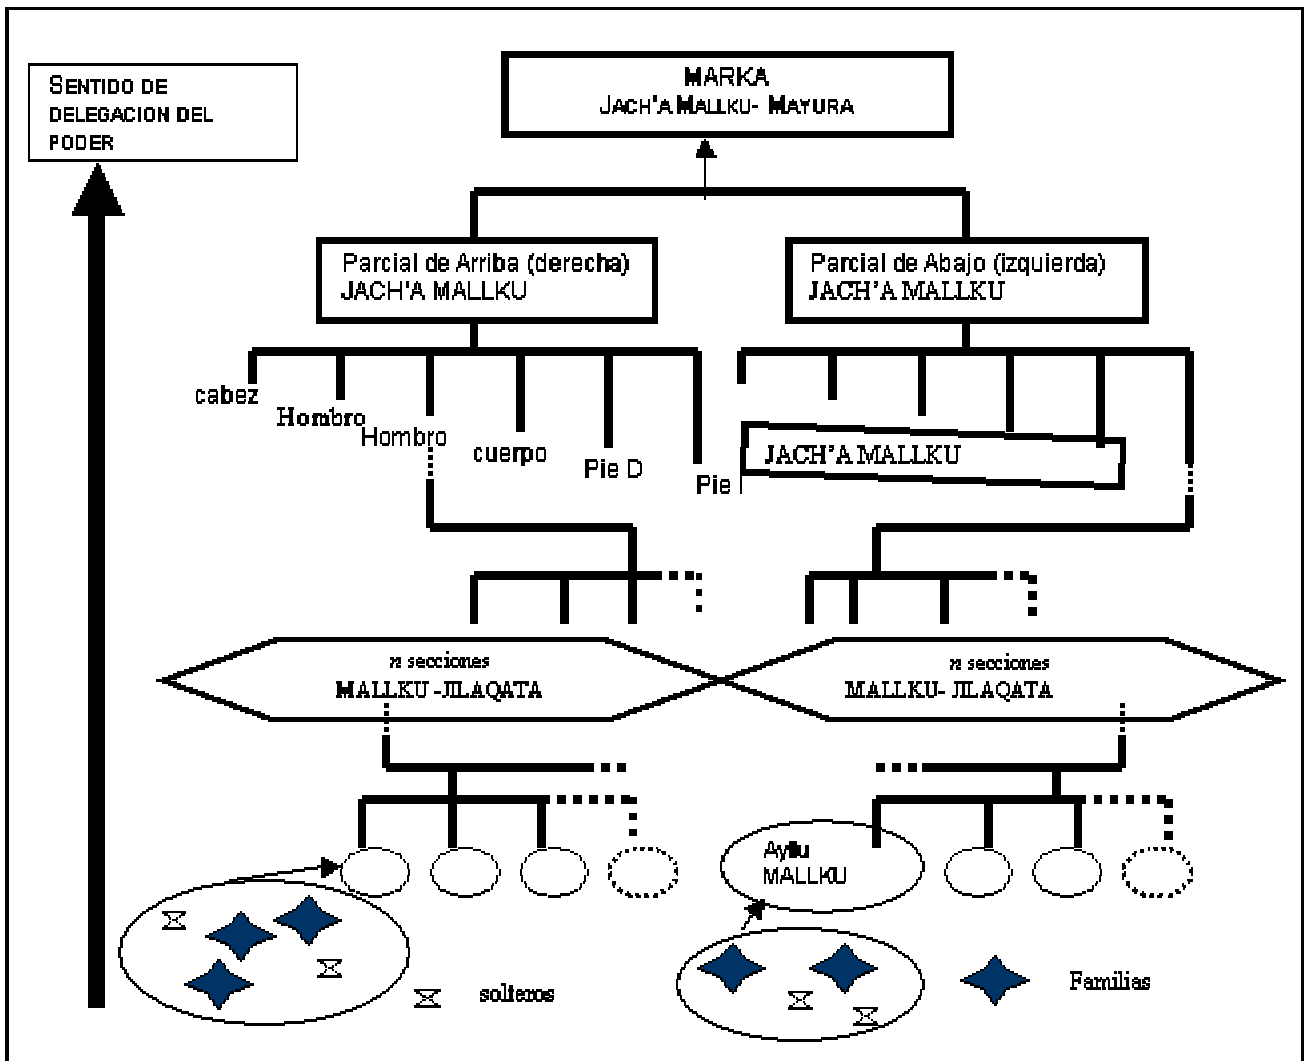 SENTIDO DE
DELEGACION DEL
PODER
MARKA
JACH'A MALLKU- MAYURA
Parcial de Arriba (derecha)
JACH'A MALLKU
Parcial de Abajo (izquierda)
JACH'A MALLKU
cabez
Hombro
Hombro
cuerpo
Pie D
Pie I
JACH'A MALLKU
n secciones
MALLKU -JILAQATA
n secciones
MALLKU- JILAQATA
Ayllu
MALLKU
solteros
Familias